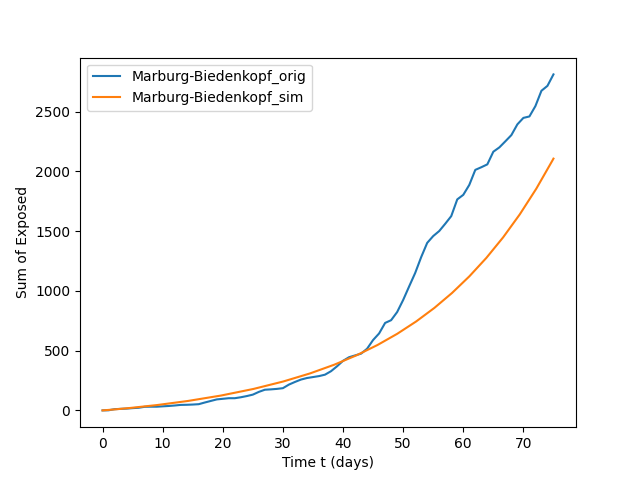 Marburg-Biedenkopf_orig
Marburg-Biedenkopf_sim
2500
2000
1500
1000
500
0
Sum of Exposed
0 10 20 30 40 50 60 70
Time t (days)